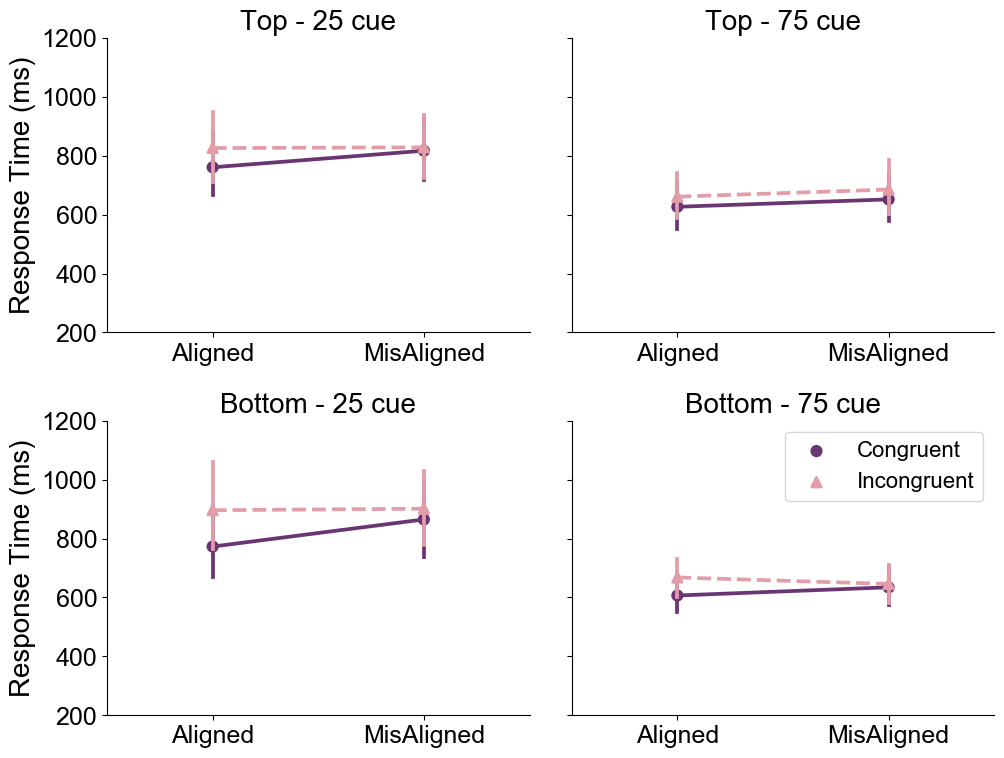 Top - 25 cue
Response Time (ms)
1200
1000
800
600
400
200
Aligned
MisAligned
Top - 75 cue
Aligned
MisAligned
Bottom - 25 cue
Response Time (ms)
1200
1000
800
600
400
200
Aligned
MisAligned
Bottom - 75 cue
Congruent
Incongruent
Aligned
MisAligned